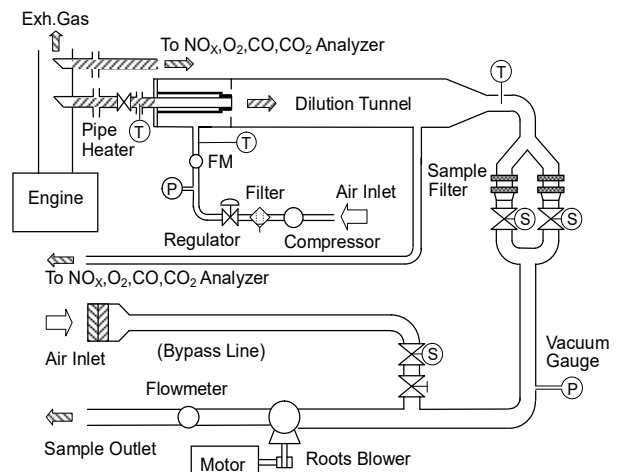 Exh.Gas
To NOX,O2,CO,CO2 Analyzer
T
Dilution Tunnel
Pipe
Heater
T
T
FM
Sample
Filter
Engine
P
Filter
Air Inlet
S
S
Regulator
Compressor
To NOX,O2,CO,CO2 Analyzer
Air Inlet
(Bypass Line)
S
Vacuum
Gauge
Flowmeter
P
Sample Outlet
Roots Blower
Motor